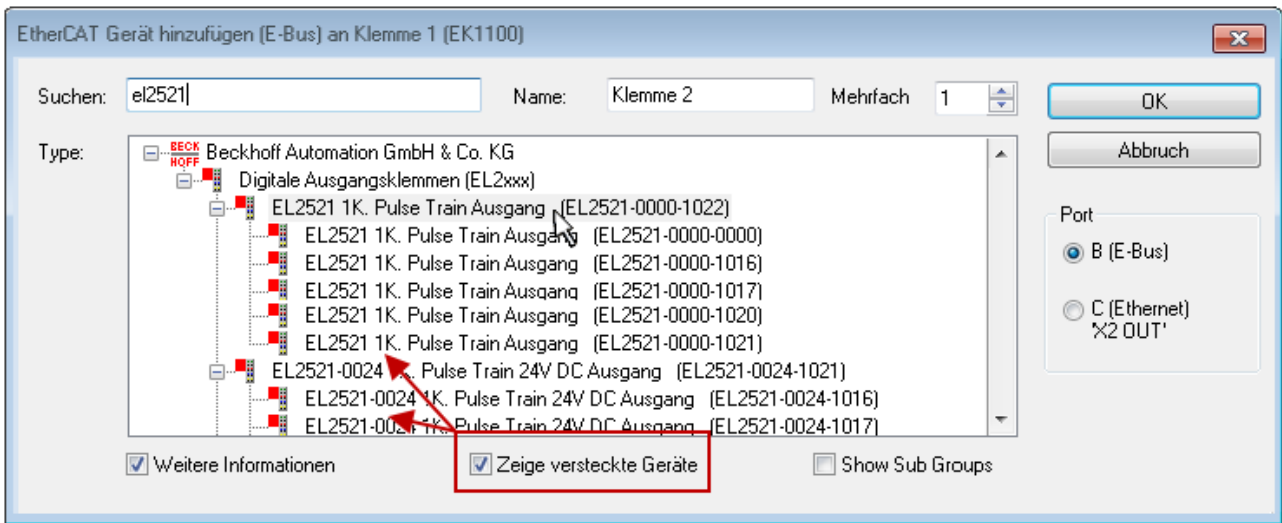 EtherCAT Gerät hinzufügen (E-Bus) an Klemme 1 (EK1100)
Suchen: el2521 Name: Klemme 2 Mehrfach 1 OK
Type: BECKHOFF Beckhoff Automation GmbH & Co. KG Abbruch
Digitale Ausgangsklemmen (EL2xxx)
EL2521 1K. Pulse Train Ausgang (EL2521-0000-1022)
Port
EL2521 1K. Pulse Train Ausgang (EL2521-0000-0000)
B (E-Bus)
EL2521 1K. Pulse Train Ausgang (EL2521-0000-1016)
EL2521 1K. Pulse Train Ausgang (EL2521-0000-1017)
EL2521 1K. Pulse Train Ausgang (EL2521-0000-1020)
C (Ethernet)
'X2 OUT'
EL2521 1K. Pulse Train Ausgang (EL2521-0000-1021)
EL2521-0024 1K. Pulse Train 24V DC Ausgang (EL2521-0024-1021)
EL2521-0024 1K. Pulse Train 24V DC Ausgang (EL2521-0024-1016)
EL2521-0024 1K. Pulse Train 24V DC Ausgang (EL2521-0024-1017)
Weitere Informationen Zeige versteckte Geräte Show Sub Groups